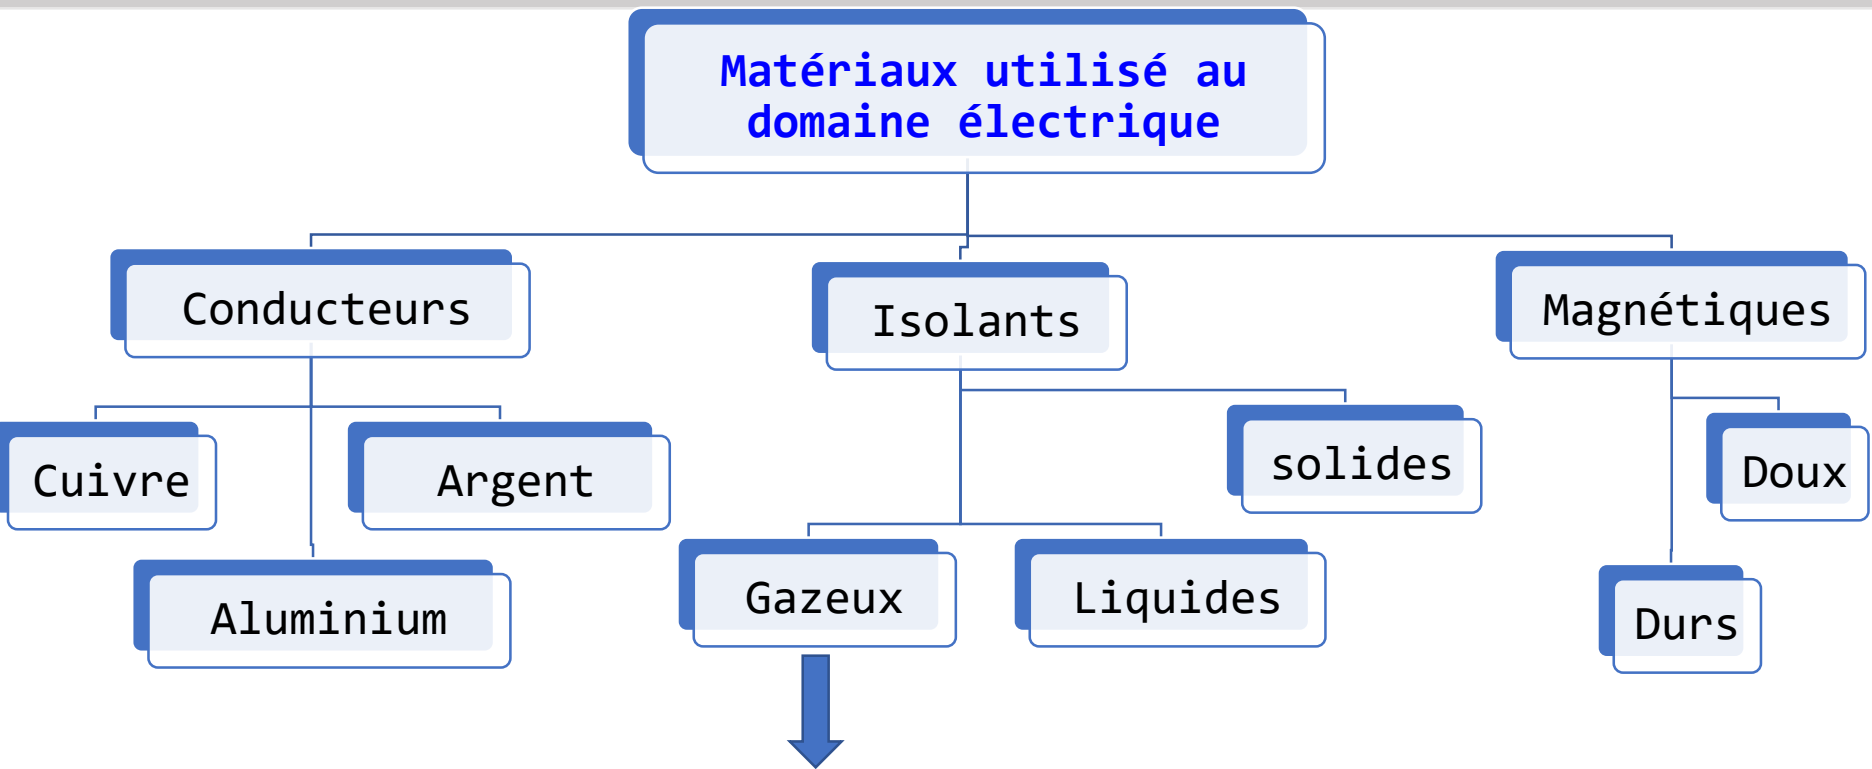 Matériaux utilisé au
domaine électrique
Conducteurs
Isolants
Magnétiques
Cuivre
Argent
solides
Doux
Aluminium
Gazeux
Liquides
Durs